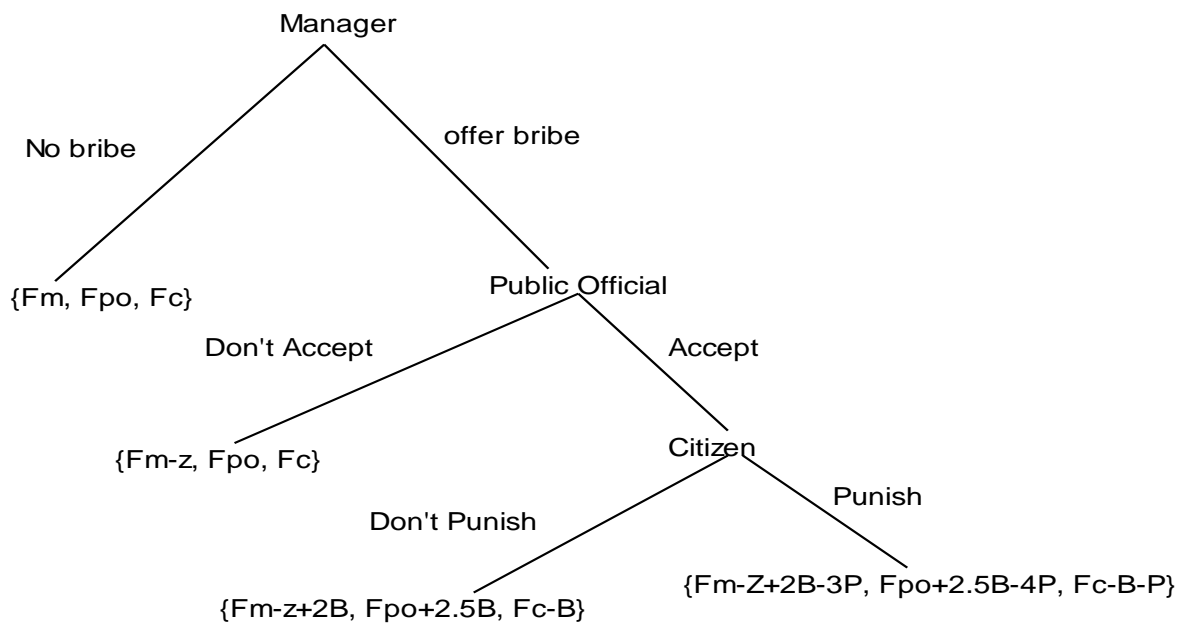 Manager
No bribe
offer bribe
{Fm, Fpo, Fc}
Public Official
Don't Accept
Accept
{Fm-z, Fpo, Fc}
Citizen
Don't Punish
Punish
{Fm-z+2B, Fpo+2.5B, Fc-B}
{Fm-Z+2B-3P, Fpo+2.5B-4P, Fc-B-P}